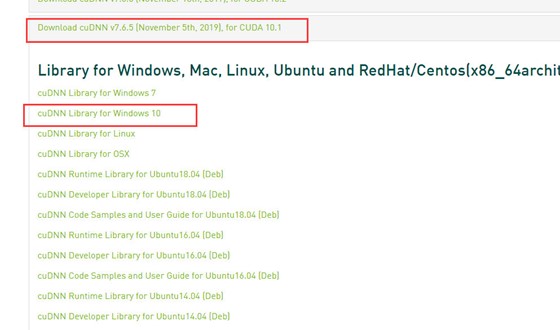 Download cuDNN v7.6.5 (November 5th, 2019), for CUDA 10.1
Library for Windows, Mac, Linux, Ubuntu and RedHat/Centos(x86_64archit
cuDNN Library for Windows 7
cuDNN Library for Windows 10
cuDNN Library for Linux
cuDNN Library for OSX
cuDNN Runtime Library for Ubuntu18.04 (Deb)
cuDNN Developer Library for Ubuntu18.04 (Deb)
cuDNN Code Samples and User Guide for Ubuntu18.04 (Deb)
cuDNN Runtime Library for Ubuntu16.04 (Deb)
cuDNN Developer Library for Ubuntu16.04 (Deb)
cuDNN Code Samples and User Guide for Ubuntu16.04 (Deb)
cuDNN Runtime Library for Ubuntu14.04 (Deb)
cuDNN Developer Library for Ubuntu14.04 (Deb)